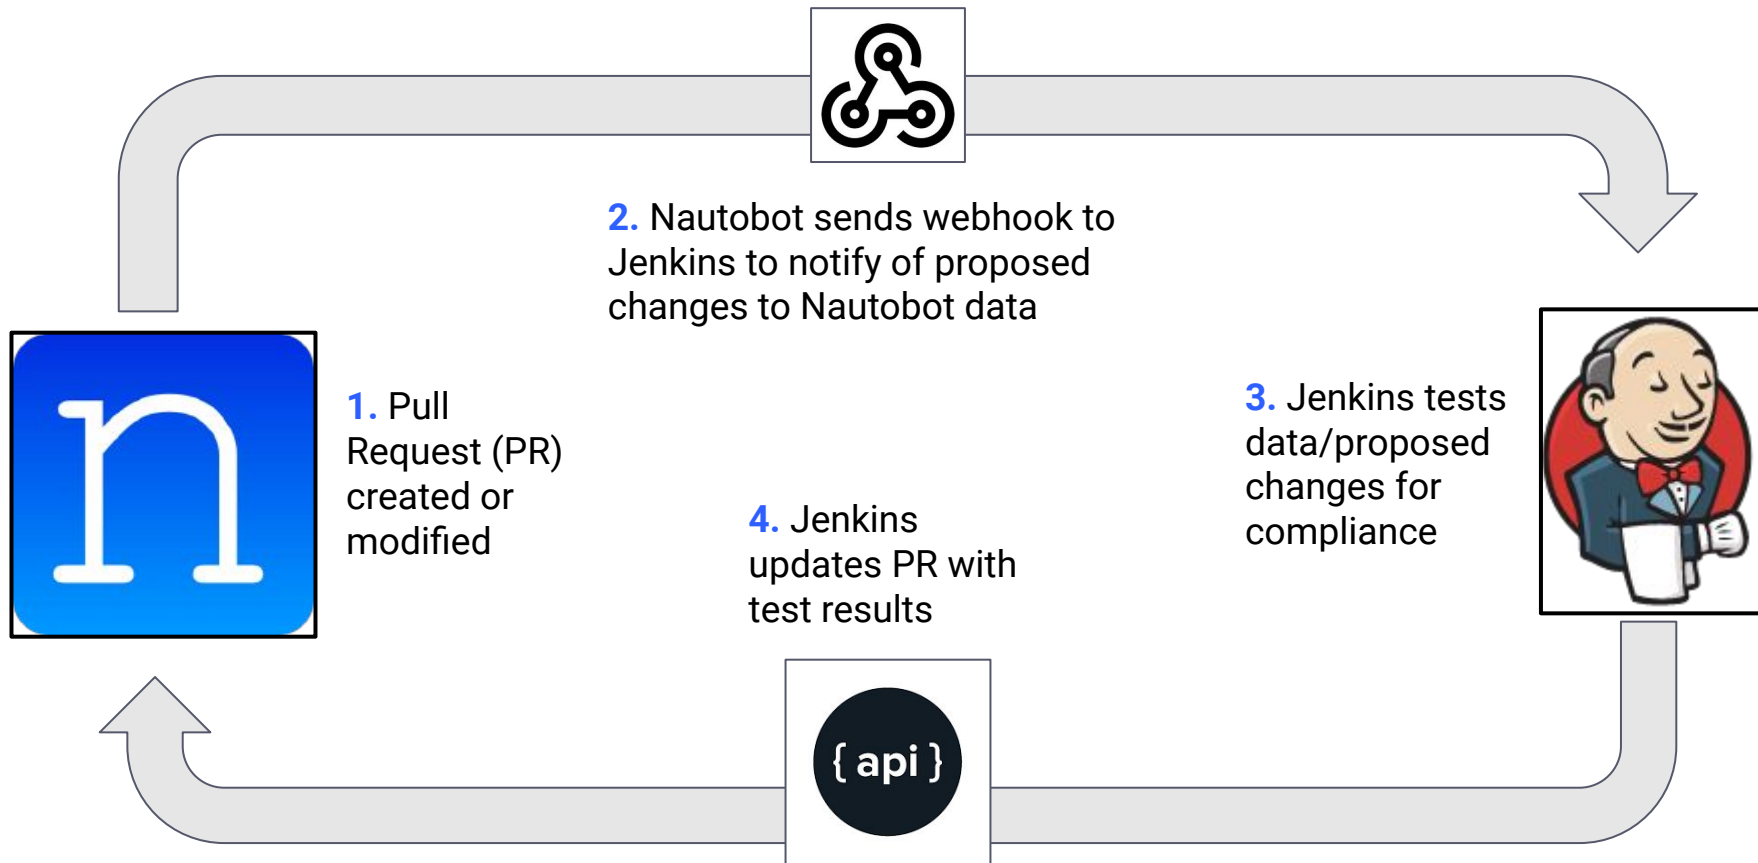 2. Nautobot sends webhook to
Jenkins to notify of proposed
changes to Nautobot data
n
1. Pull
Request (PR)
created or
modified
3. Jenkins tests
data/proposed
changes for
compliance
4. Jenkins
updates PR with
test results
{ api }